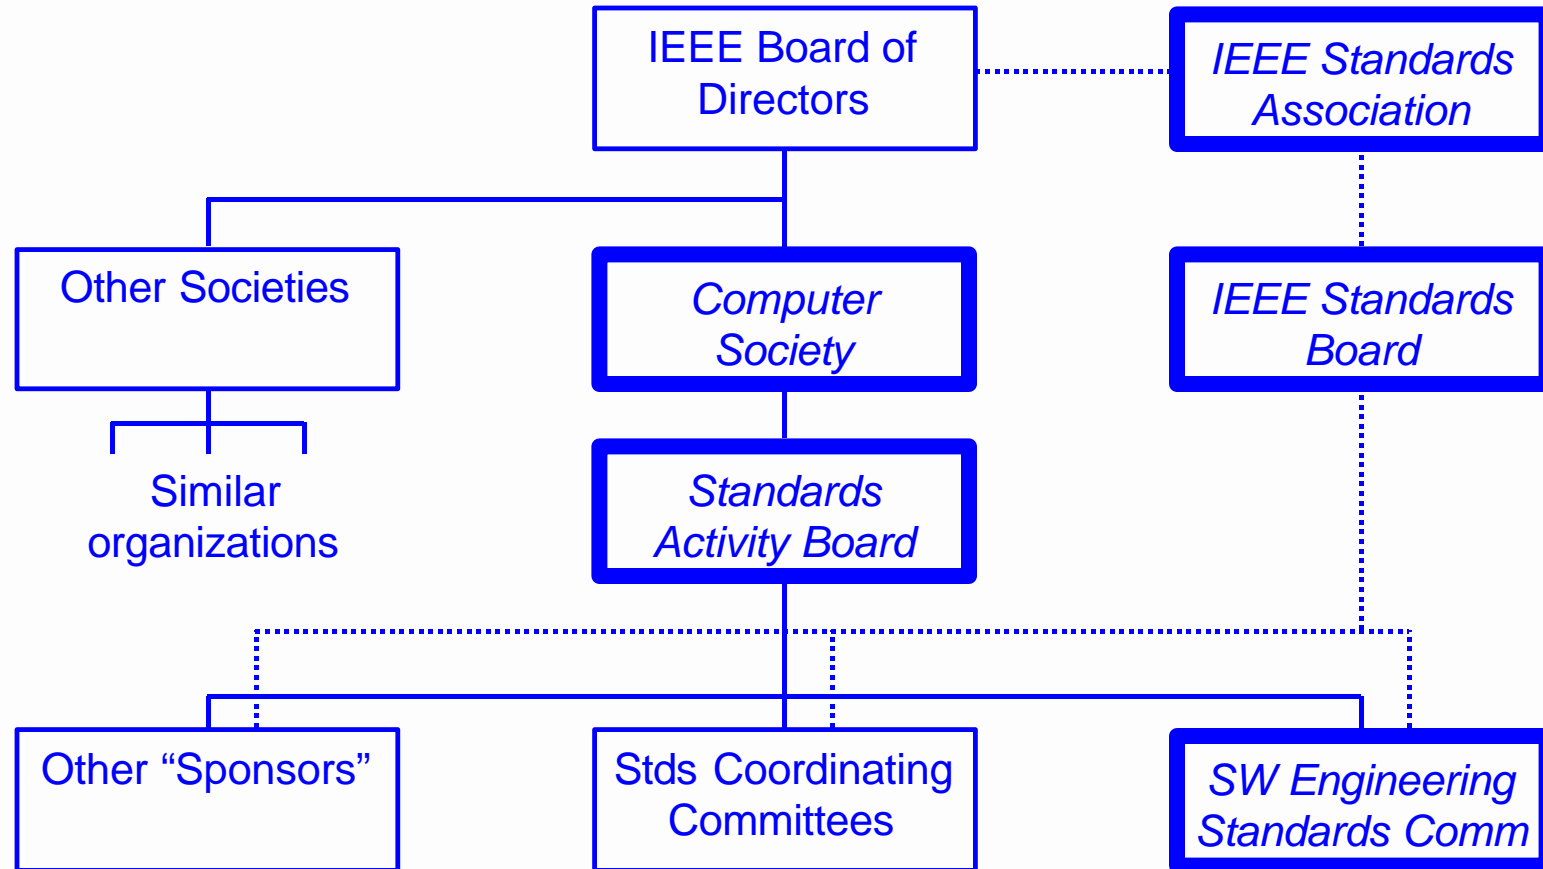 IEEE Board of
Directors
IEEE Standards
Association
Other Societies
Computer
Society
IEEE Standards
Board
Similar
organizations
Standards
Activity Board
Other “Sponsors”
Stds Coordinating
Committees
SW Engineering
Standards Comm